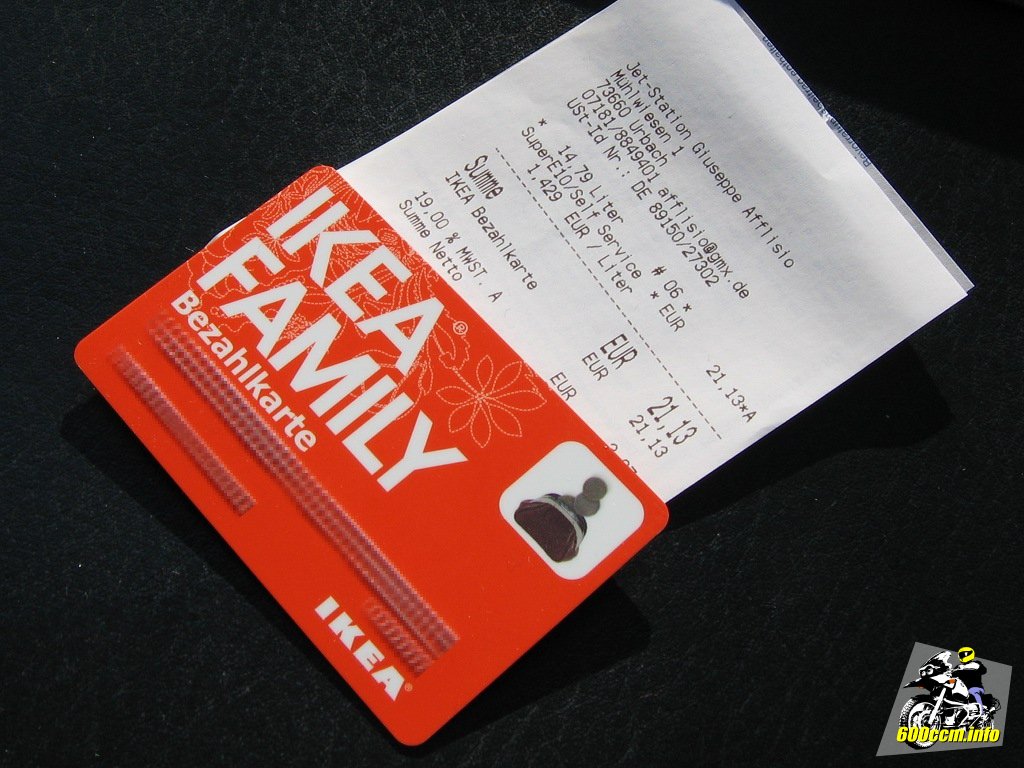 Jet-Station Giuseppe Afflisio
Mühlwiesen 1
73660 Urbach
07181/8849401 afflisio@gmx.de
USt-Id Nr.: DE 89150/27302
* 14,79 Liter # 06 *
SuperE10/Self Service * EUR 21,13*A
1,429 EUR / Liter
Summe EUR 21,13
IKEA Bezahlkarte EUR 21,13
19,00 % MWST. A EUR
Summe Netto
IKEA®
FAMILY
Bezahlkarte
IKEA®
600ccm.info